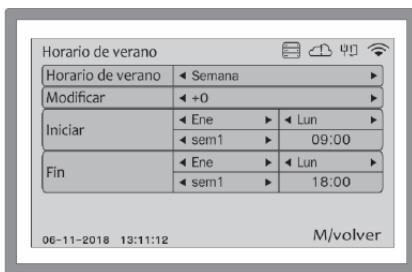 Horario de verano
Horario de verano ◄ Semana ►
Modificar ◄ +0 ►
Iniciar ◄ Ene ► ◄ Lun ►
◄ sem1 ► 09:00
Fin ◄ Ene ► ◄ Lun ►
◄ sem1 ► 18:00
06-11-2018 13:11:12 M/volver